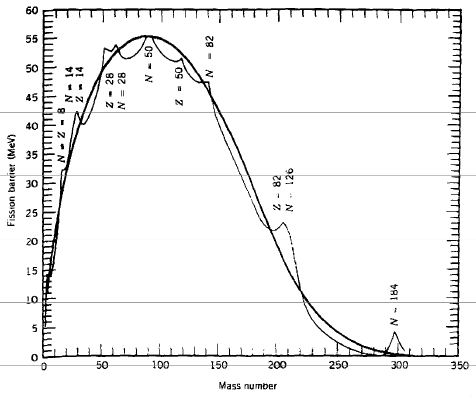 60
55
50
45
40
35
30
25
20
15
10
5
0
Fission barrier (MeV)
N = Z = 8
N = 14
Z = 14
Z = 28
N = 28
N = 50
Z = 50
N = 82
Z = 82
N = 126
N = 184
0 50 100 150 200 250 300 350
Mass number